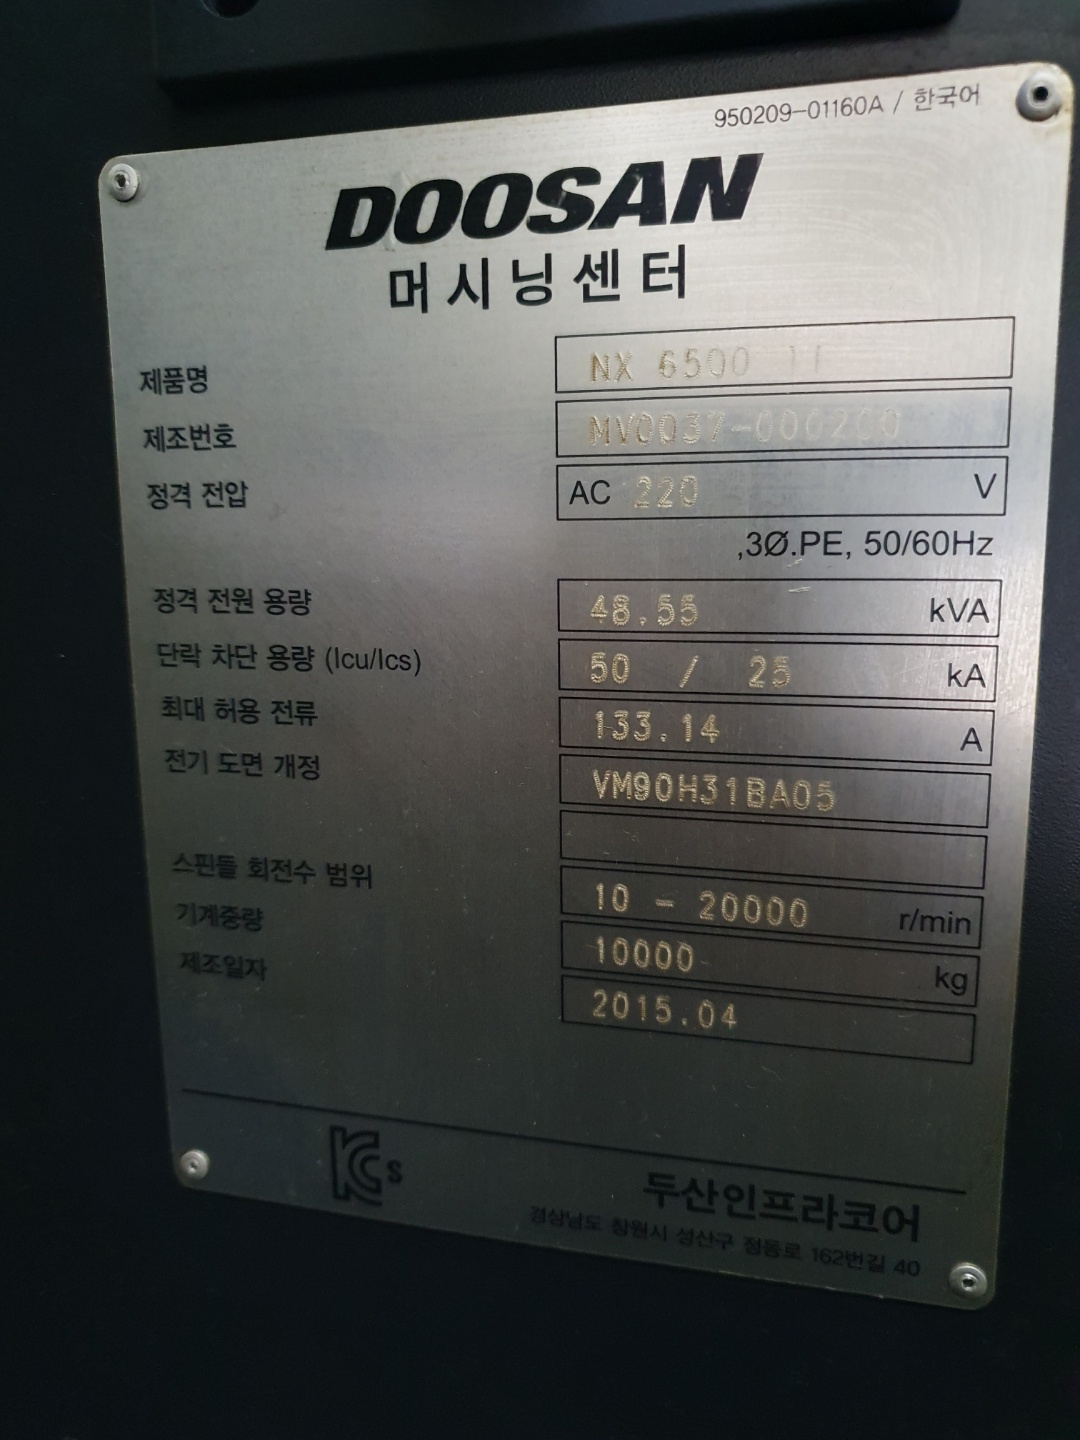 950209-01160A / 한국어
DOOSAN
머시닝센터
제품명 NX 6500 II
제조번호 MV0037-000200
정격 전압 AC 220 V
,3Ø.PE, 50/60Hz
정격 전원 용량 48.55 kVA
단락 차단 용량 (Icu/Ics) 50 / 25 kA
최대 허용 전류 133.14 A
전기 도면 개정 VM90H31BA05
스핀들 회전수 범위 10 - 20000 r/min
기계중량 10000 kg
제조일자 2015.04
KC s
두산인프라코어
경상남도 창원시 성산구 정동로 162번길 40